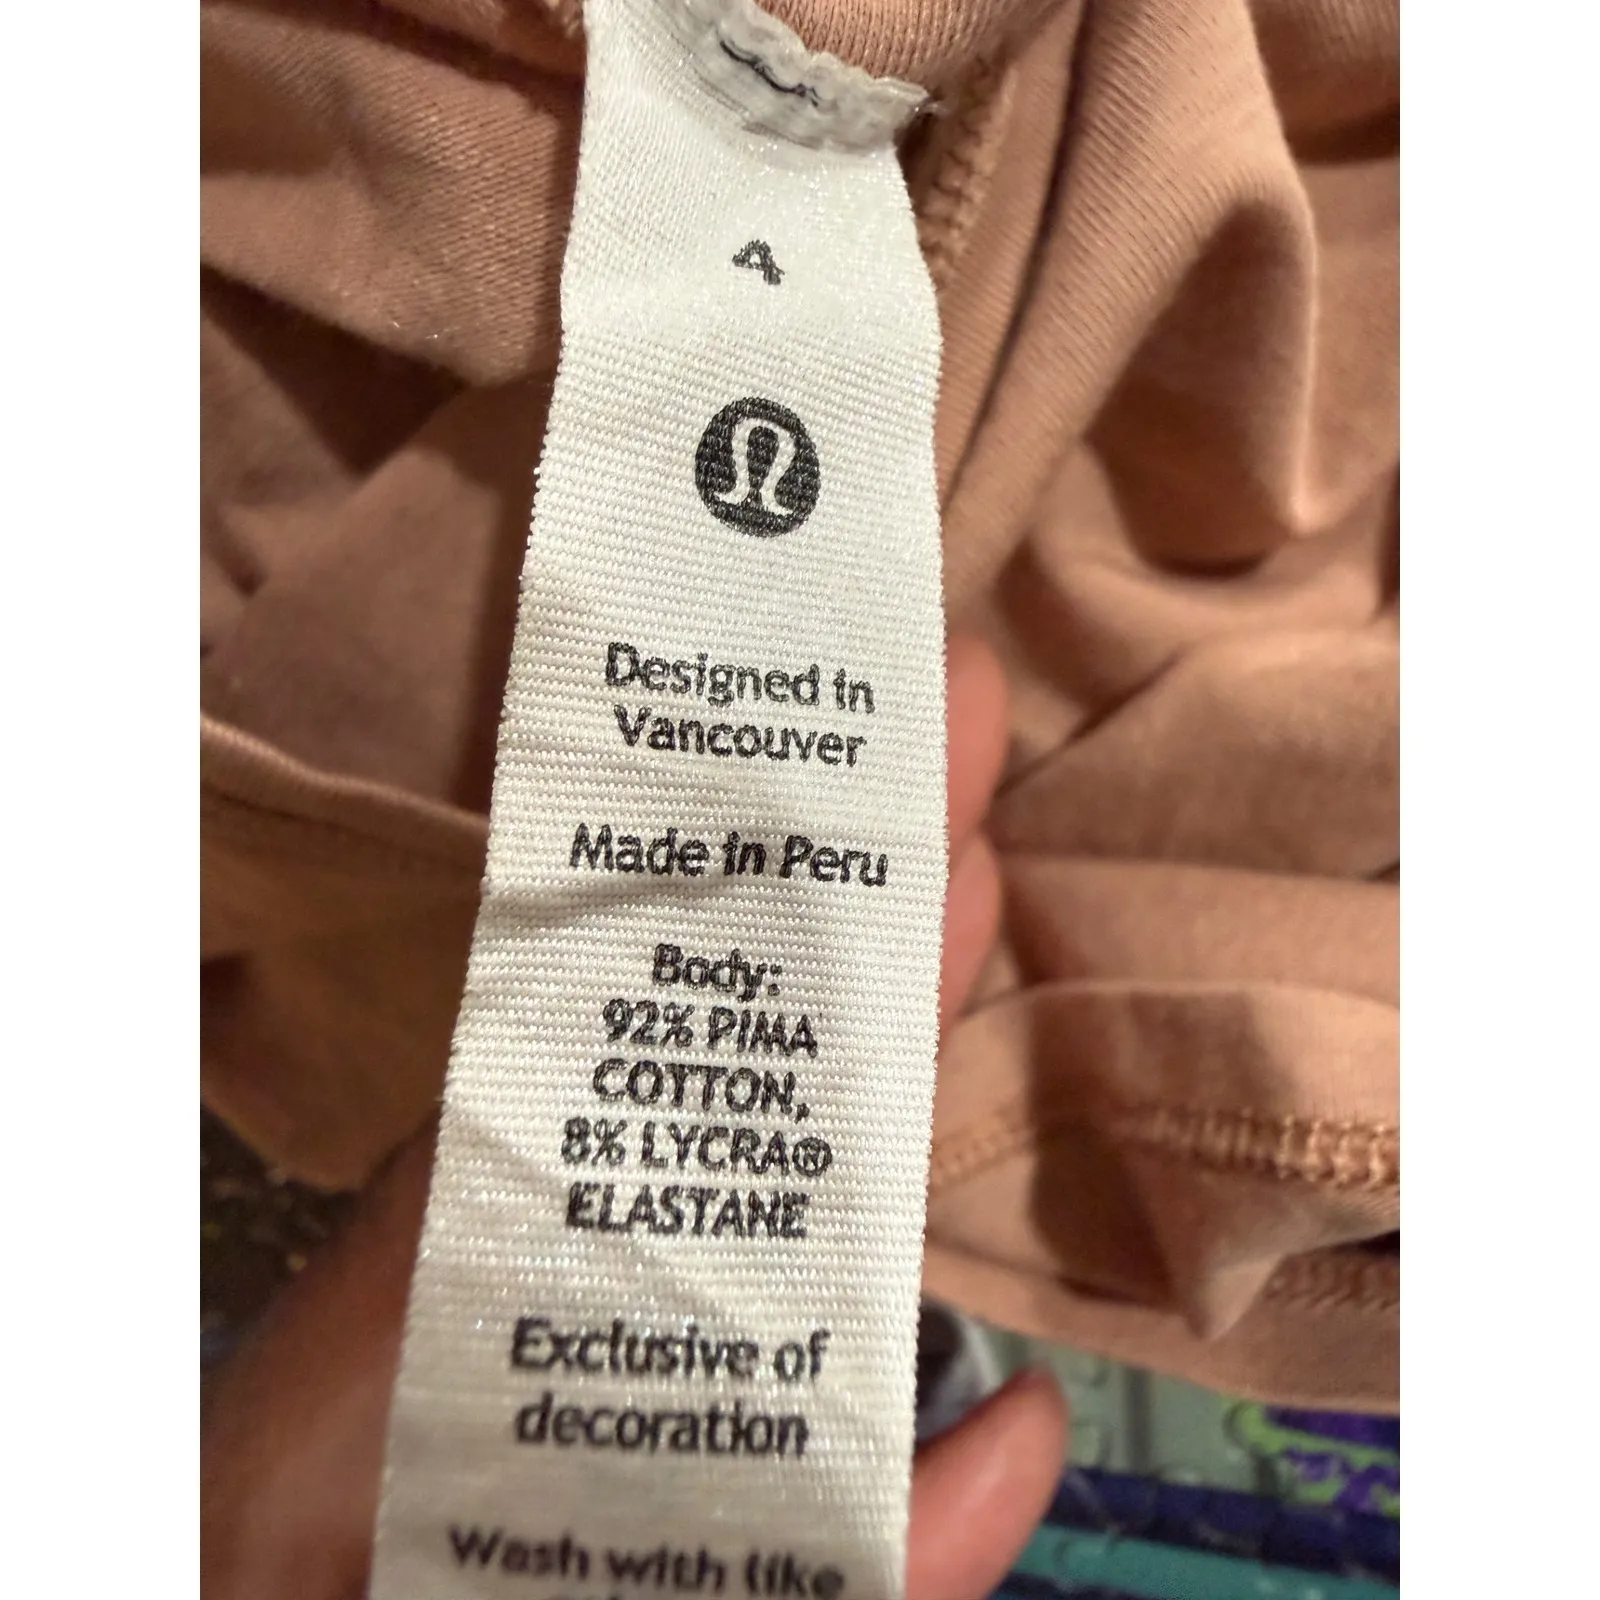 4
Designed in
Vancouver
Made in Peru
Body:
92% PIMA
COTTON,
8% LYCRA®
ELASTANE
Exclusive of
decoration
Wash with like